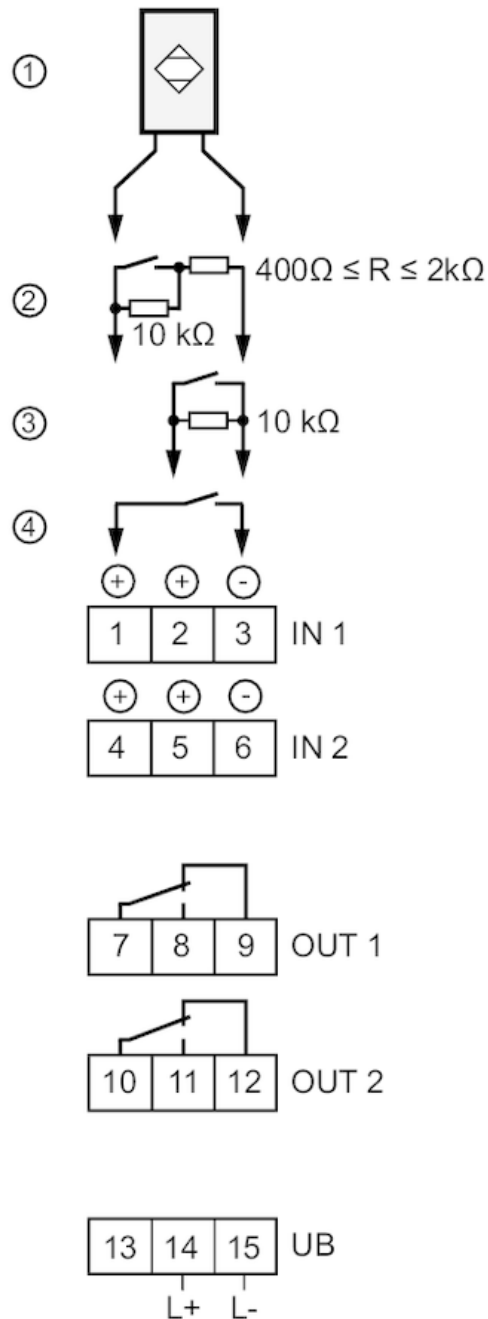 ①
400Ω ≤ R ≤ 2kΩ
②
10 kΩ
③ 10 kΩ
④
+ + -
1 2 3 IN 1
+ + -
4 5 6 IN 2
7 8 9 OUT 1
10 11 12 OUT 2
13 14 15 UB
L+ L-